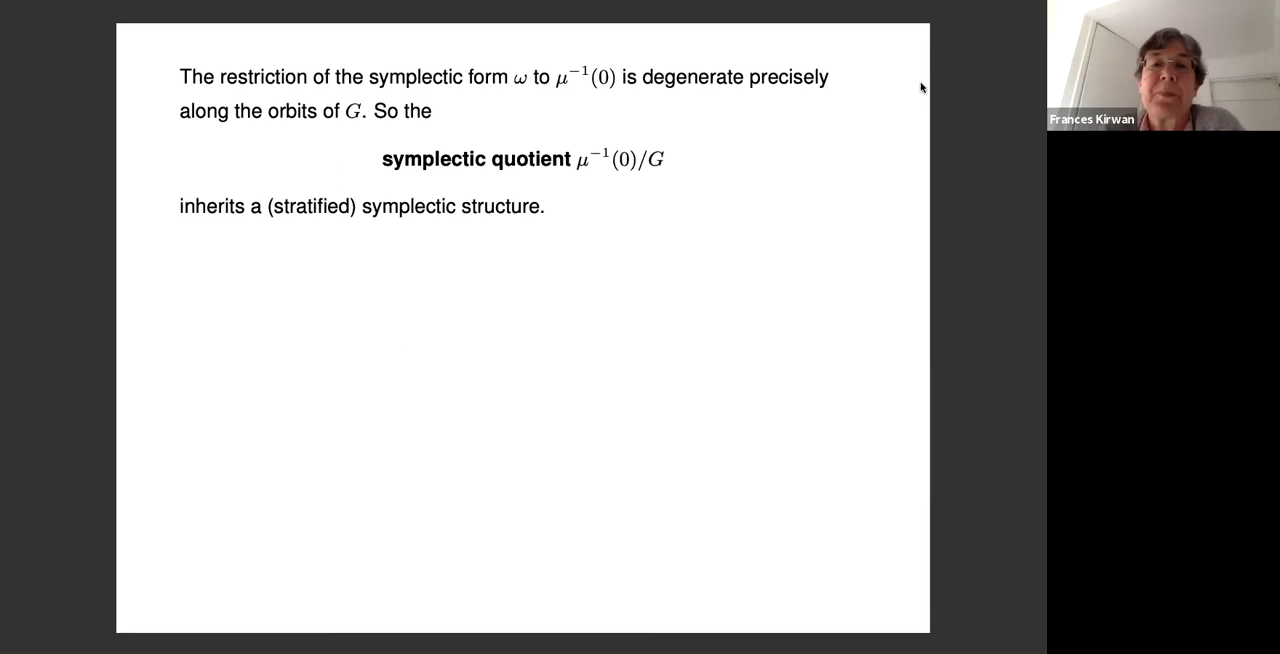 The restriction of the symplectic form ω to μ⁻¹(0) is degenerate precisely
along the orbits of G. So the
symplectic quotient μ⁻¹(0)/G
inherits a (stratified) symplectic structure.
Frances Kirwan